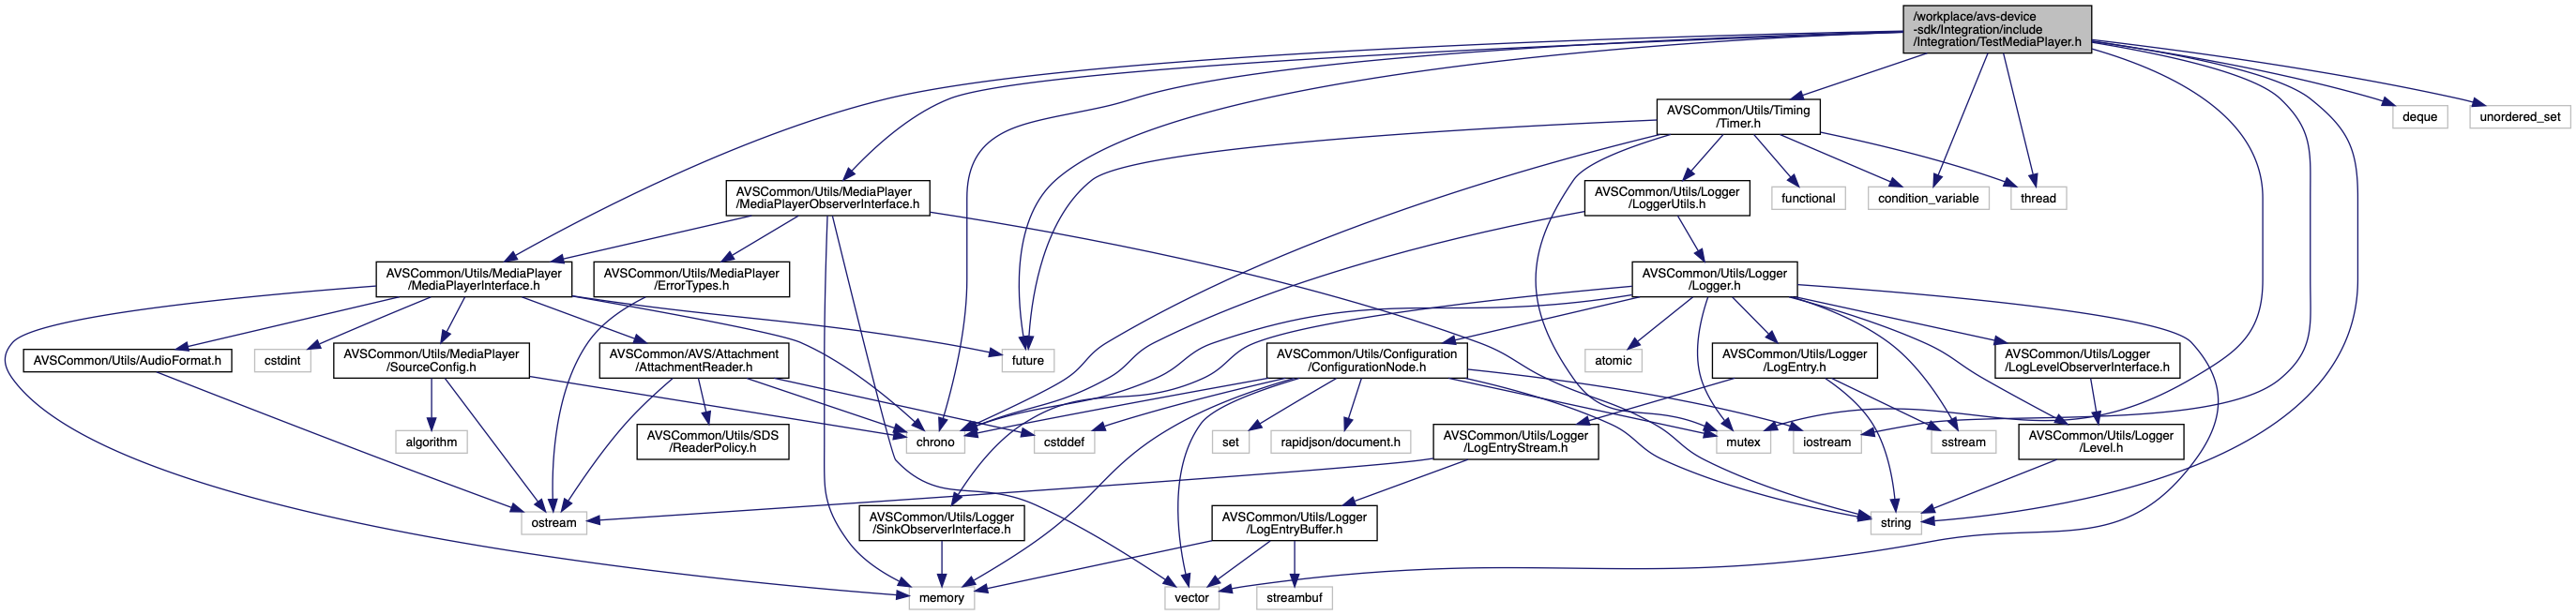 /workplace/avs-device
-sdk/Integration/include
/Integration/TestMediaPlayer.h
AVSCommon/Utils/Timing
/Timer.h
deque
unordered_set
AVSCommon/Utils/MediaPlayer
/MediaPlayerObserverInterface.h
AVSCommon/Utils/Logger
/LoggerUtils.h
functional
condition_variable
thread
AVSCommon/Utils/MediaPlayer
/MediaPlayerInterface.h
AVSCommon/Utils/MediaPlayer
/ErrorTypes.h
AVSCommon/Utils/Logger
/Logger.h
AVSCommon/Utils/AudioFormat.h
cstdint
AVSCommon/Utils/MediaPlayer
/SourceConfig.h
AVSCommon/AVS/Attachment
/AttachmentReader.h
future
AVSCommon/Utils/Configuration
/ConfigurationNode.h
atomic
AVSCommon/Utils/Logger
/LogEntry.h
AVSCommon/Utils/Logger
/LogLevelObserverInterface.h
algorithm
AVSCommon/Utils/SDS
/ReaderPolicy.h
chrono
cstddef
set
rapidjson/document.h
AVSCommon/Utils/Logger
/LogEntryStream.h
mutex
iostream
sstream
AVSCommon/Utils/Logger
/Level.h
ostream
AVSCommon/Utils/Logger
/SinkObserverInterface.h
AVSCommon/Utils/Logger
/LogEntryBuffer.h
string
memory
vector
streambuf